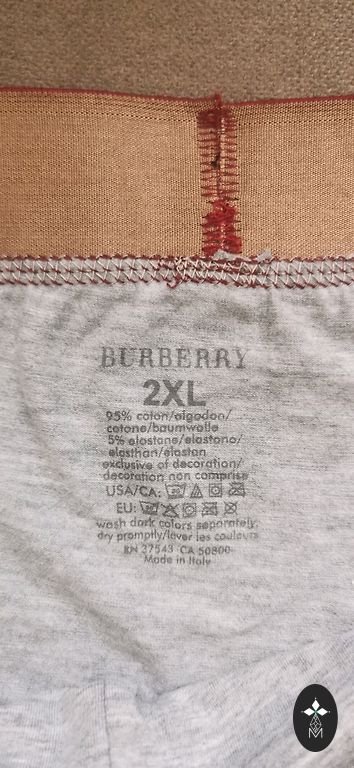 BURBERRY
2XL
95% coton/algodon/
cotone/baumwolle
5% elastane/elastano/
elasthan/elastan
exclusive of decoration/
decoration non comprise
USA/CA:
EU:
wash dark colors separately,
dry promptly/laver les couleurs
RN 27543 CA 50800
Made in Italy
M